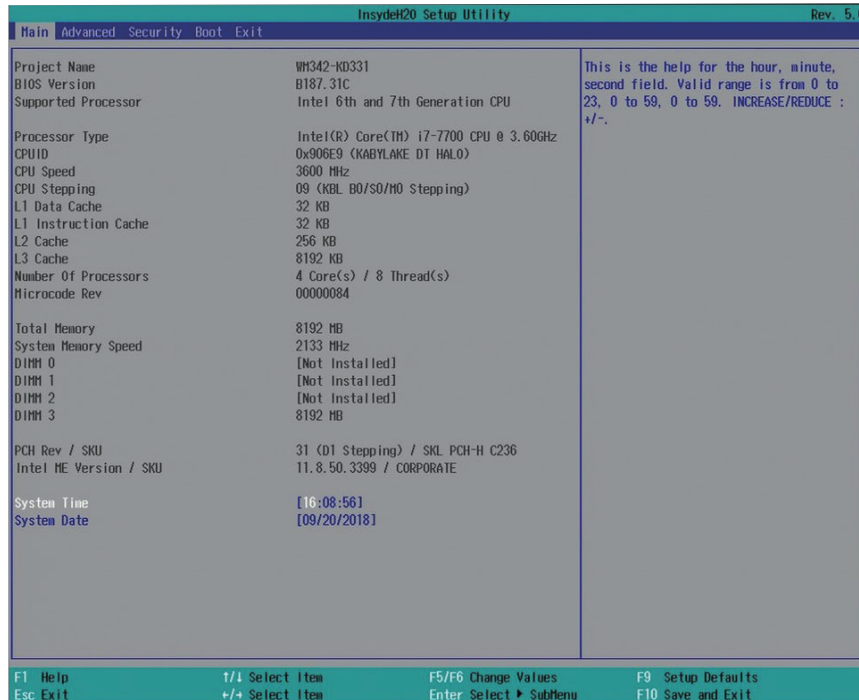 InsydeH20 Setup Utility Rev. 5.
Main Advanced Security Boot Exit
Project Name WM342-KD331
BIOS Version B187.31C
Supported Processor Intel 6th and 7th Generation CPU
Processor Type Intel(R) Core(TM) i7-7700 CPU @ 3.60GHz
CPUID 0x906E9 (KABYLAKE DT HALO)
CPU Speed 3600 MHz
CPU Stepping 09 (KBL B0/S0/M0 Stepping)
L1 Data Cache 32 KB
L1 Instruction Cache 32 KB
L2 Cache 256 KB
L3 Cache 8192 KB
Number Of Processors 4 Core(s) / 8 Thread(s)
Microcode Rev 00000084
Total Memory 8192 MB
System Memory Speed 2133 MHz
DIMM 0 [Not Installed]
DIMM 1 [Not Installed]
DIMM 2 [Not Installed]
DIMM 3 8192 MB
PCH Rev / SKU 31 (D1 Stepping) / SKL PCH-H C236
Intel ME Version / SKU 11.8.50.3399 / CORPORATE
System Time [16:08:56]
System Date [09/20/2018]
This is the help for the hour, minute,
second field. Valid range is from 0 to
23, 0 to 59, 0 to 59. INCREASE/REDUCE :
+/-.
F1 Help ↑/↓ Select Item F5/F6 Change Values F9 Setup Defaults
Esc Exit ←/→ Select Item Enter Select ▶ SubMenu F10 Save and Exit